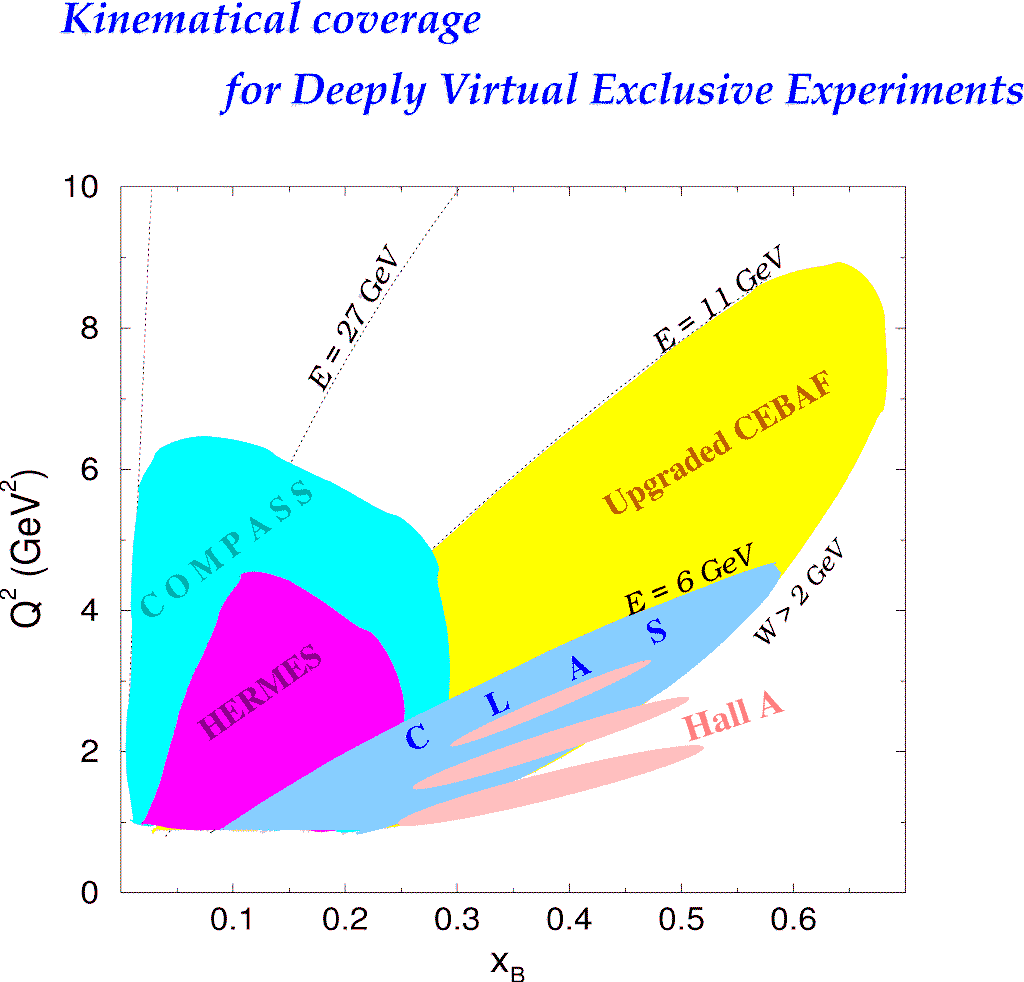 Kinematical coverage
for Deeply Virtual Exclusive Experiments
10
8
6
4
2
0
Q² (GeV²)
E = 27 GeV
E = 11 GeV
Upgraded CEBAF
COMPASS
E = 6 GeV
W > 2 GeV
HERMES
C L A S
Hall A
0.1 0.2 0.3 0.4 0.5 0.6
x_B